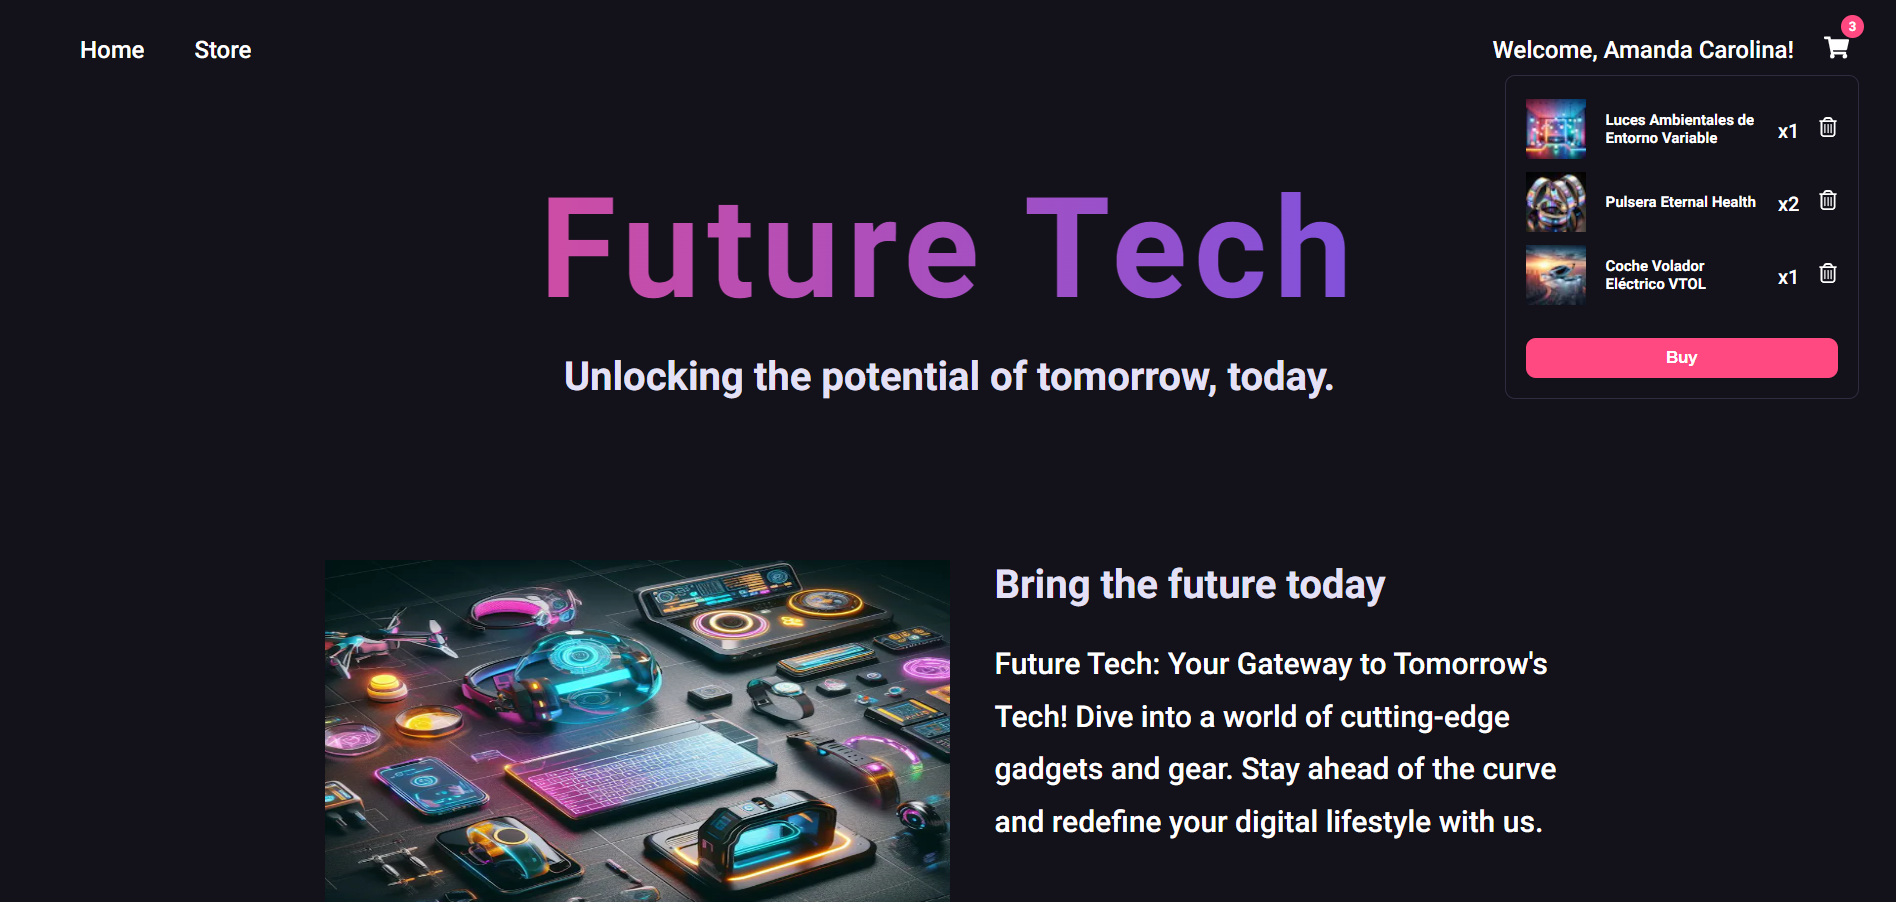 Home Store
Welcome, Amanda Carolina!
3
Luces Ambientales de
Entorno Variable
x1
Pulsera Eternal Health
x2
Coche Volador
Eléctrico VTOL
x1
Buy
Future Tech
Unlocking the potential of tomorrow, today.
Bring the future today
Future Tech: Your Gateway to Tomorrow's
Tech! Dive into a world of cutting-edge
gadgets and gear. Stay ahead of the curve
and redefine your digital lifestyle with us.